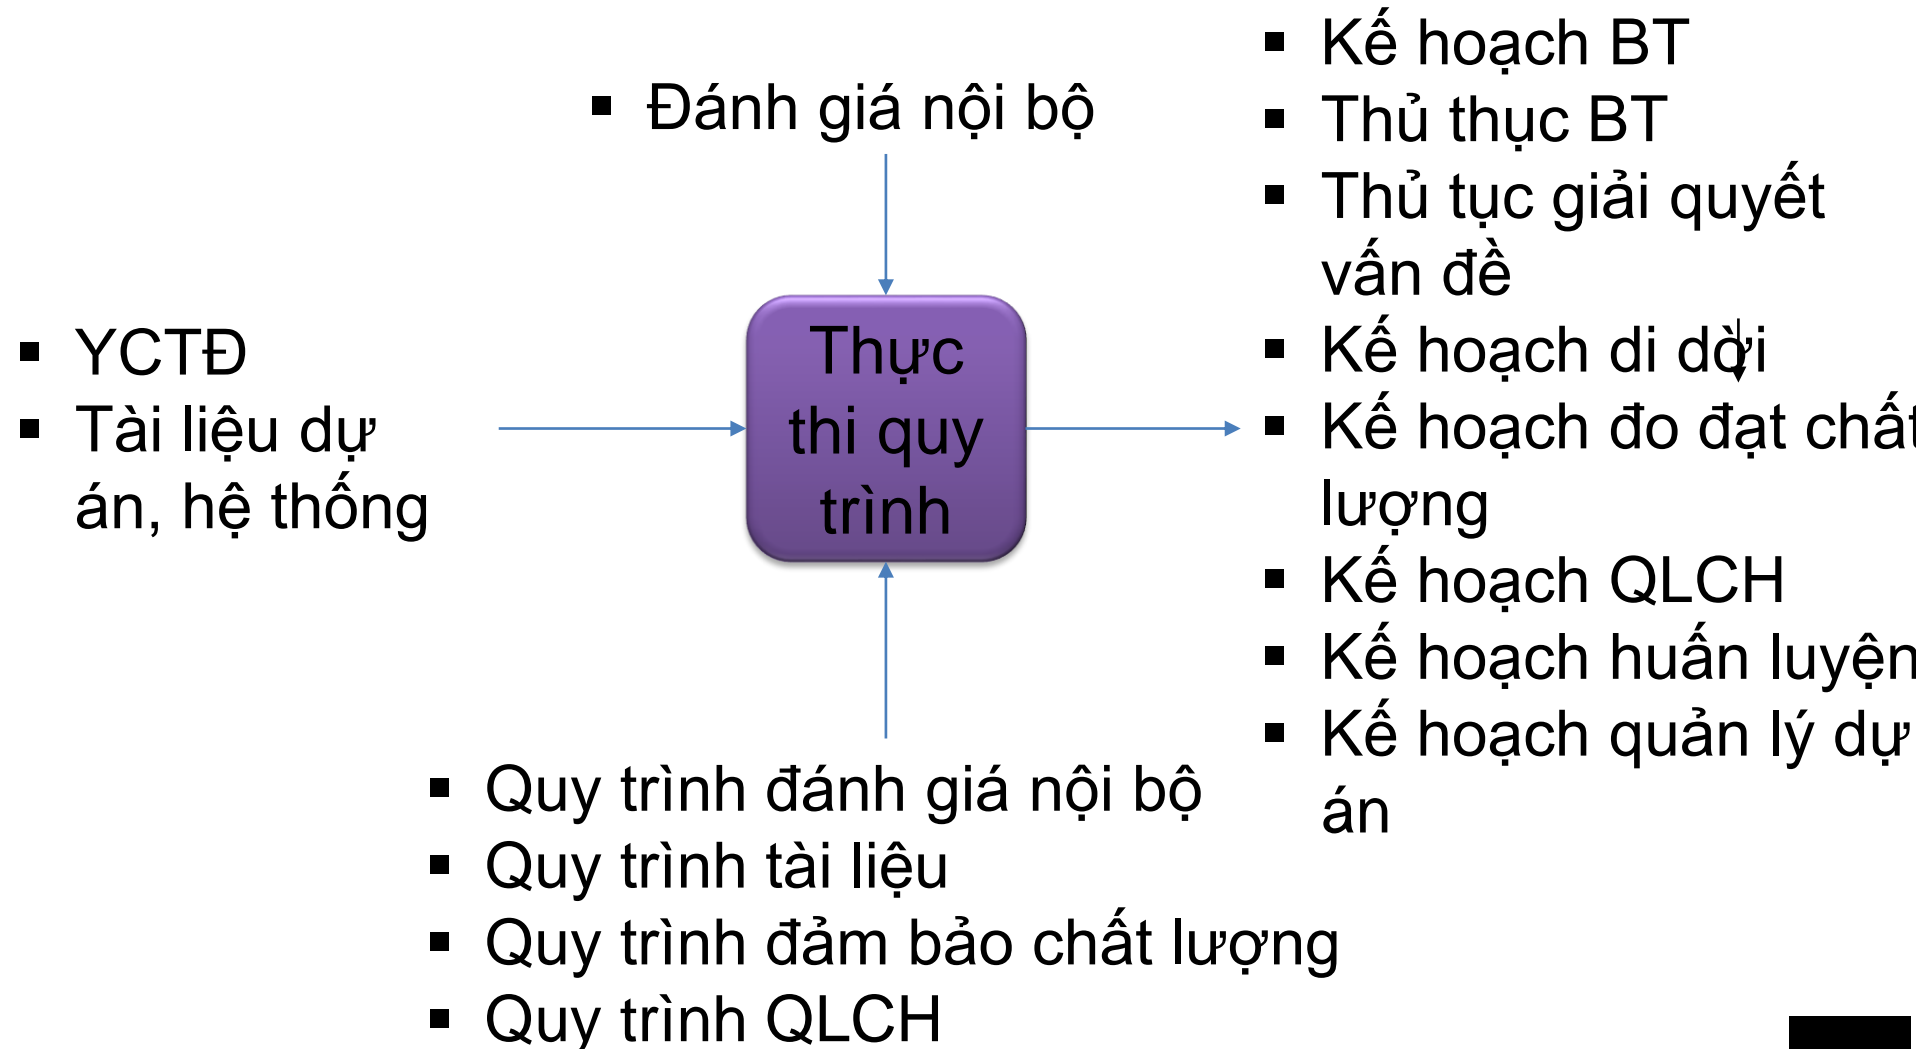 ▪ Đánh giá nội bộ
▪ YCTĐ
▪ Tài liệu dự
án, hệ thống
Thực
thi quy
trình
▪ Kế hoạch BT
▪ Thủ thục BT
▪ Thủ tục giải quyết
vấn đề
▪ Kế hoạch di dời
▪ Kế hoạch đo đạt chất
lượng
▪ Kế hoạch QLCH
▪ Kế hoạch huấn luyện
▪ Kế hoạch quản lý dự
án
▪ Quy trình đánh giá nội bộ
▪ Quy trình tài liệu
▪ Quy trình đảm bảo chất lượng
▪ Quy trình QLCH